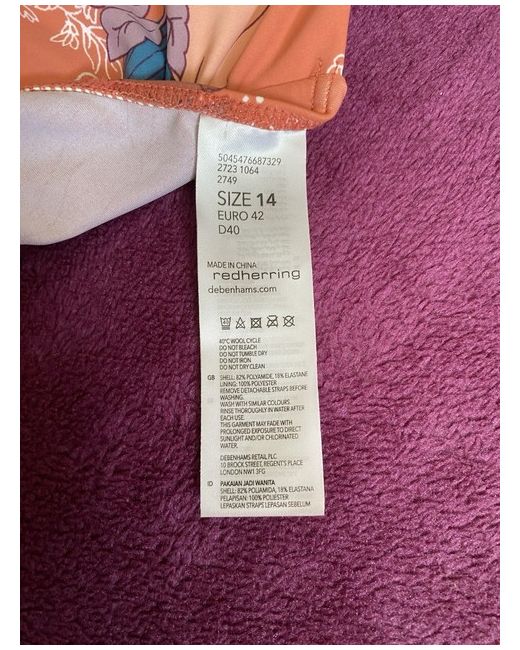 5045476687329
2723 1064
2749
SIZE 14
EURO 42
D40
MADE IN CHINA
redherring
debenhams.com
40
40°C WOOL CYCLE
DO NOT BLEACH
DO NOT TUMBLE DRY
DO NOT IRON
DO NOT DRY CLEAN
GB SHELL: 82% POLYAMIDE, 18% ELASTANE
LINING: 100% POLYESTER
REMOVE DETACHABLE STRAPS BEFORE
WASHING.
WASH WITH SIMILAR COLOURS.
RINSE THOROUGHLY IN WATER AFTER
EACH USE.
THIS GARMENT MAY FADE WITH
PROLONGED EXPOSURE TO DIRECT
SUNLIGHT AND/OR CHLORINATED
WATER.
DEBENHAMS RETAIL PLC
10 BROCK STREET, REGENT'S PLACE
LONDON NW1 3FG
ID PAKAIAN JADI WANITA
SHELL: 82% POLIAMIDA, 18% ELASTANA
PELAPISAN: 100% POLYESTER
LEPASKAN STRAPS LEPASAN SEBELUM